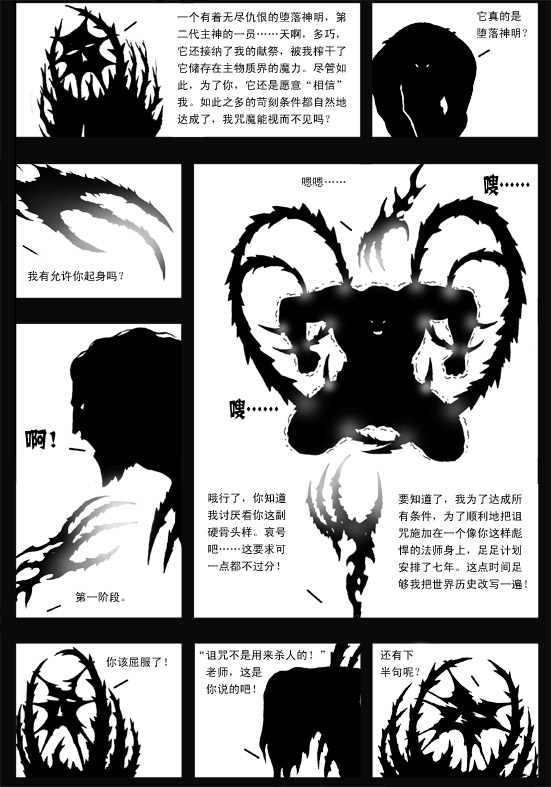 一个有着无尽仇恨的堕落神明，第
二代主神的一员……天啊，多巧，
它还接纳了我的献祭，被我榨干了
它储存在主物质界的魔力。尽管如
此，为了你，它还是愿意“相信”
我。如此之多的苛刻条件都自然地
达成了，我咒魔能视而不见吗？
它真的是
堕落神明？
我有允许你起身吗？
嗯嗯……
嗖……
嗖……
啊！
第一阶段。
哦行了，你知道
我讨厌看你这副
硬骨头样。哀号
吧……这要求可
一点都不过分！
要知道了，我为了达成所
有条件，为了顺利地把诅
咒施加在一个像你这样彪
悍的法师身上，足足计划
安排了七年。这点时间足
够我把世界历史改写一遍！
你该屈服了！
“诅咒不是用来杀人的！”
老师，这是
你说的吧！
还有下
半句呢？